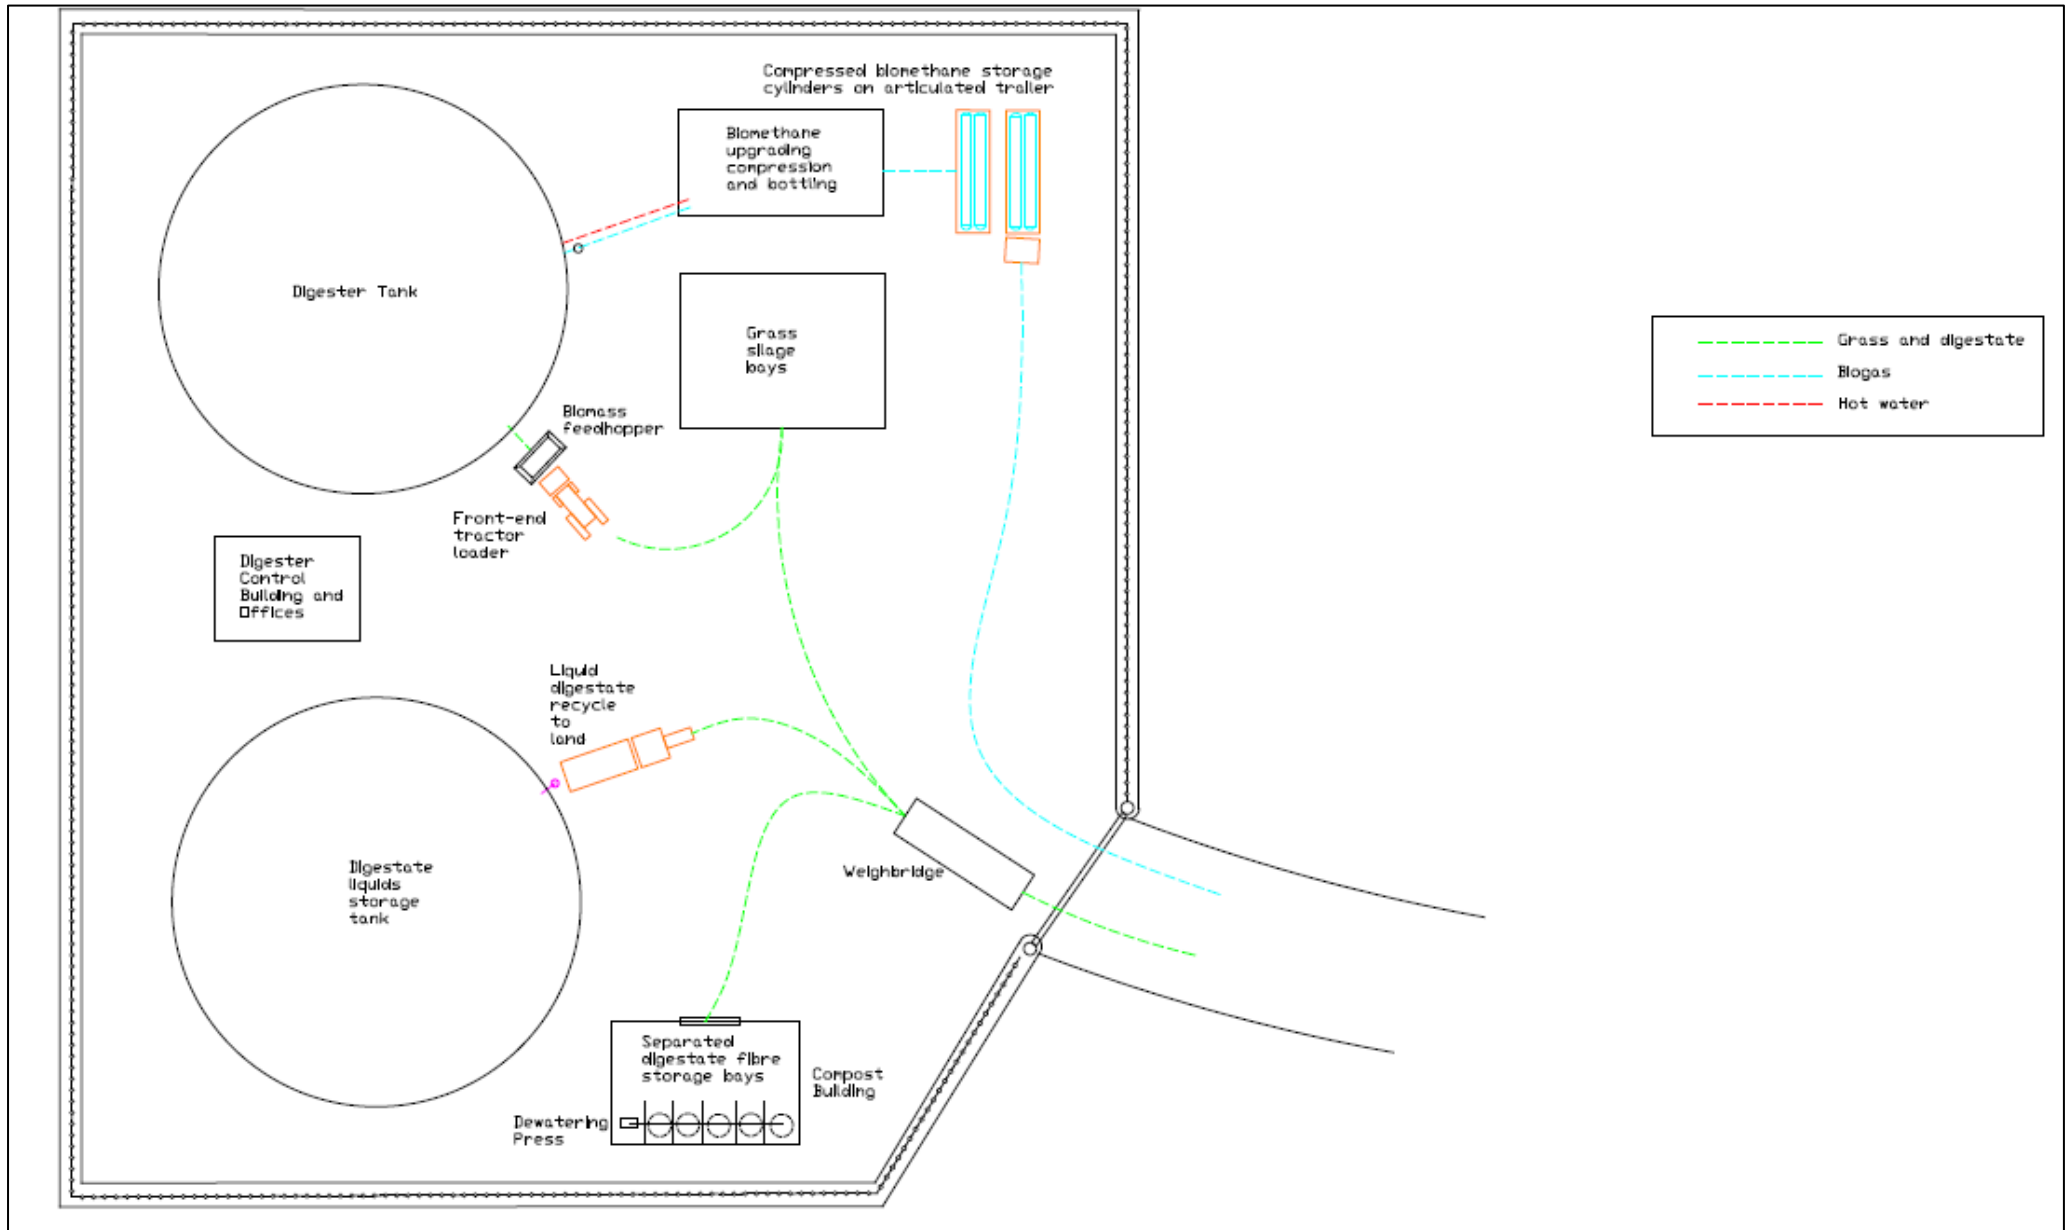 Compressed biomethane storage
cylinders on articulated trailer
Biomethane
upgrading
compression
and bottling
Digester Tank
Grass
silage
bays
Grass and digestate
Biogas
Hot water
Biomass
feedhopper
Front-end
tractor
loader
Digester
Control
Building and
Offices
Liquid
digestate
recycle
to
land
Digestate
liquids
storage
tank
Weighbridge
Separated
digestate fibre
storage bays
Compost
Building
Dewatering
Press